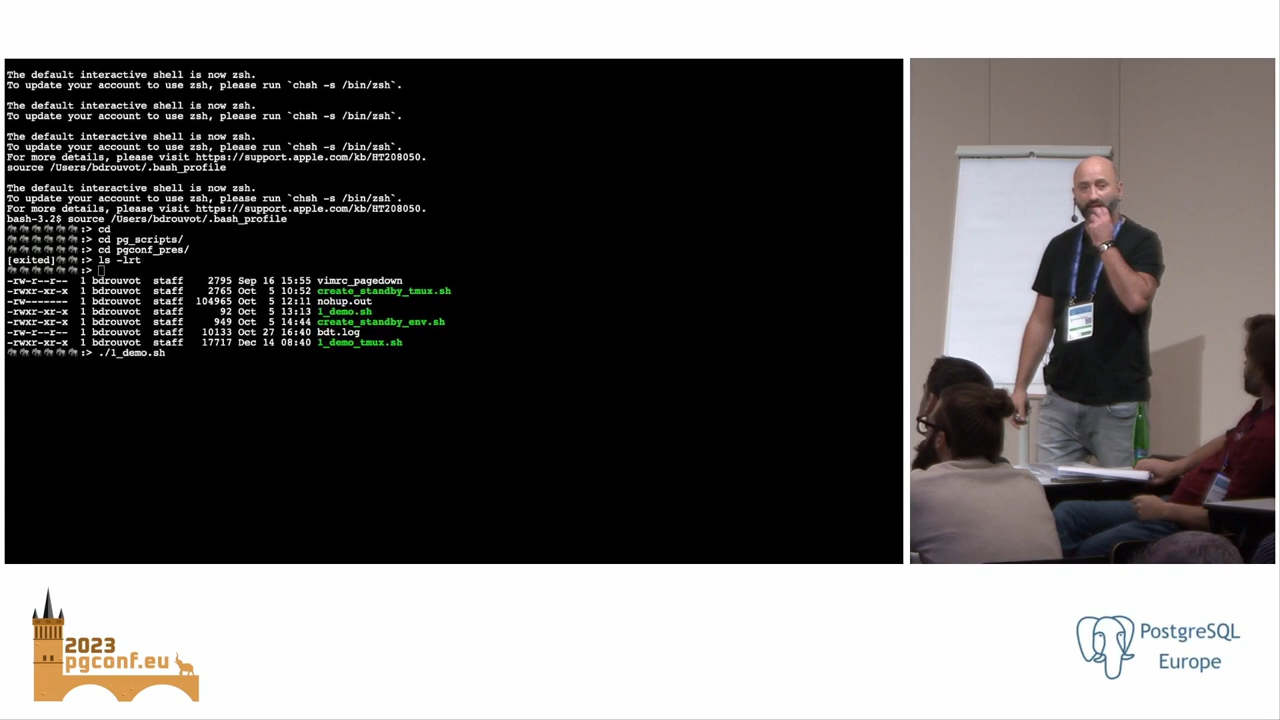 The default interactive shell is now zsh.
To update your account to use zsh, please run `chsh -s /bin/zsh`.
The default interactive shell is now zsh.
To update your account to use zsh, please run `chsh -s /bin/zsh`.
The default interactive shell is now zsh.
To update your account to use zsh, please run `chsh -s /bin/zsh`.
For more details, please visit https://support.apple.com/kb/HT208050.
source /Users/bdrouvot/.bash_profile
The default interactive shell is now zsh.
To update your account to use zsh, please run `chsh -s /bin/zsh`.
For more details, please visit https://support.apple.com/kb/HT208050.
bash-3.2$ source /Users/bdrouvot/.bash_profile
🐘🐘🐘🐘🐘:> cd
🐘🐘🐘🐘🐘:> cd pg_scripts/
🐘🐘🐘🐘🐘:> cd pgconf_pres/
[exited]🐘🐘:> ls -lrt
🐘🐘🐘🐘🐘:>
-rw-r--r-- 1 bdrouvot staff 2795 Sep 16 15:55 vimrc_pagedown
-rwxr-xr-x 1 bdrouvot staff 2765 Oct 5 10:52 create_standby_tmux.sh
-rw------- 1 bdrouvot staff 104965 Oct 5 12:11 nohup.out
-rwxr-xr-x 1 bdrouvot staff 92 Oct 5 13:13 1_demo.sh
-rwxr-xr-x 1 bdrouvot staff 949 Oct 5 14:44 create_standby_env.sh
-rw-r--r-- 1 bdrouvot staff 10133 Oct 27 16:40 bdt.log
-rwxr-xr-x 1 bdrouvot staff 17717 Dec 14 08:40 1_demo_tmux.sh
🐘🐘🐘🐘🐘:> ./1_demo.sh
2023
pgconf.eu
PostgreSQL
Europe